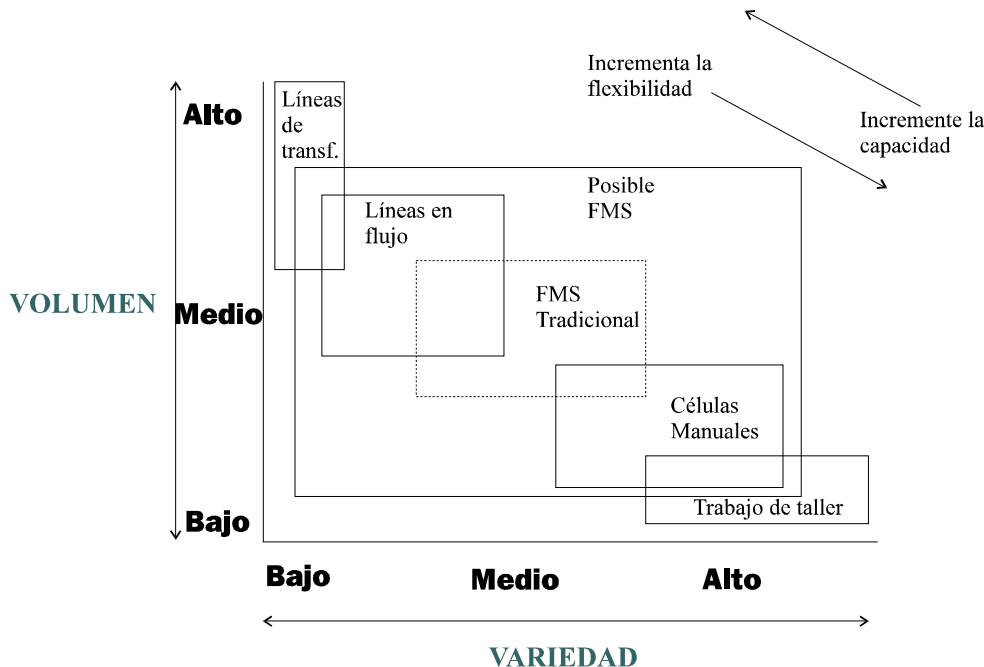 Incrementa la
flexibilidad
Incremente la
capacidad
Alto
Líneas
de
transf.
Posible
FMS
Líneas en
flujo
VOLUMEN
Medio
FMS
Tradicional
Células
Manuales
Trabajo de taller
Bajo
Bajo
Medio
Alto
VARIEDAD